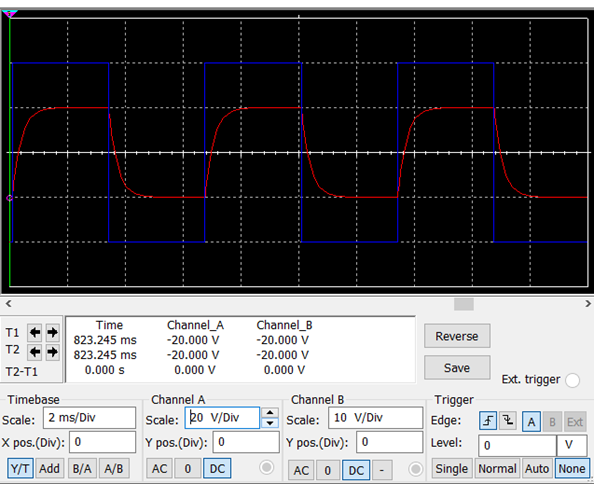 T1
T2
T2-T1
Time Channel_A Channel_B
823.245 ms -20.000 V -20.000 V
823.245 ms -20.000 V -20.000 V
0.000 s 0.000 V 0.000 V
Reverse
Save
Ext. trigger
Timebase
Scale: 2 ms/Div
X pos.(Div): 0
Y/T Add B/A A/B
Channel A
Scale: 20 V/Div
Y pos.(Div): 0
AC 0 DC
Channel B
Scale: 10 V/Div
Y pos.(Div): 0
AC 0 DC -
Trigger
Edge: A B Ext
Level: 0 V
Single Normal Auto None